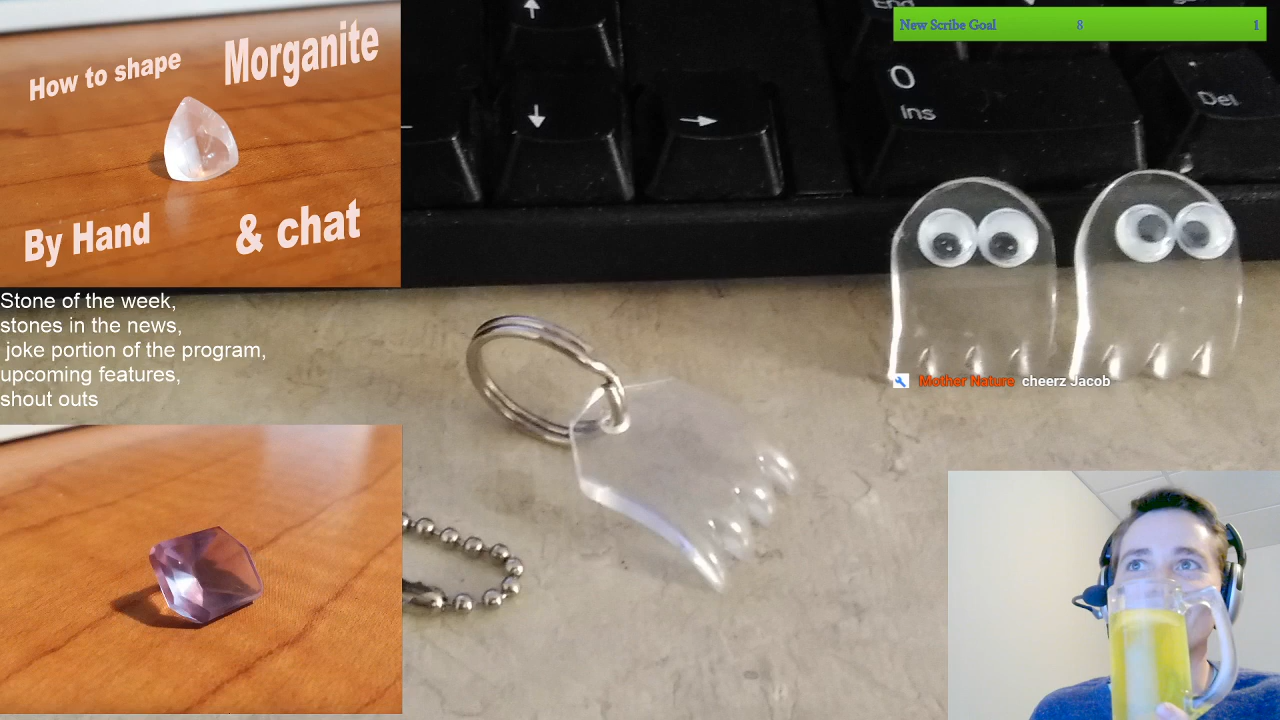 How to shape Morganite
By Hand & chat
Stone of the week,
stones in the news,
joke portion of the program,
upcoming features,
shout outs
End
0
Ins
Del
New Scribe Goal 8 1
Mother Nature cheerz Jacob